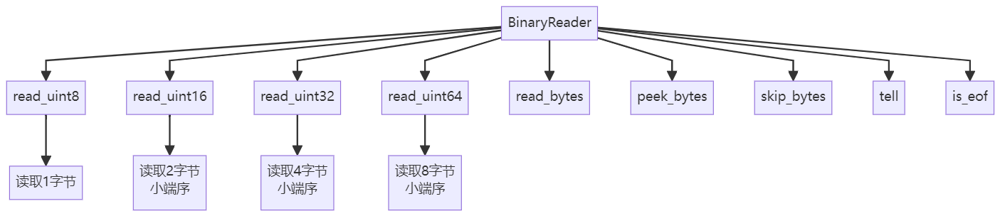 BinaryReader
read_uint8
read_uint16
read_uint32
read_uint64
read_bytes
peek_bytes
skip_bytes
tell
is_eof
读取1字节
读取2字节
小端序
读取4字节
小端序
读取8字节
小端序